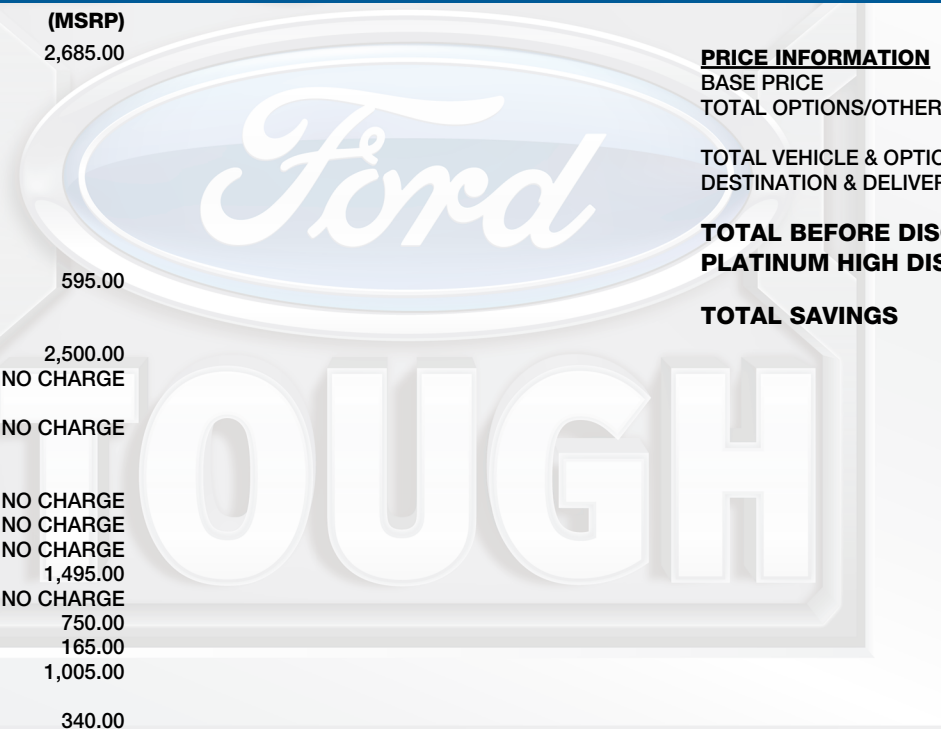 (MSRP)
2,685.00
595.00
2,500.00
NO CHARGE
NO CHARGE
NO CHARGE
NO CHARGE
NO CHARGE
1,495.00
NO CHARGE
750.00
165.00
1,005.00
340.00
PRICE INFORMATION
BASE PRICE
TOTAL OPTIONS/OTHER
TOTAL VEHICLE & OPTIO
DESTINATION & DELIVER
TOTAL BEFORE DIS
PLATINUM HIGH DIS
TOTAL SAVINGS
Ford
TOUGH